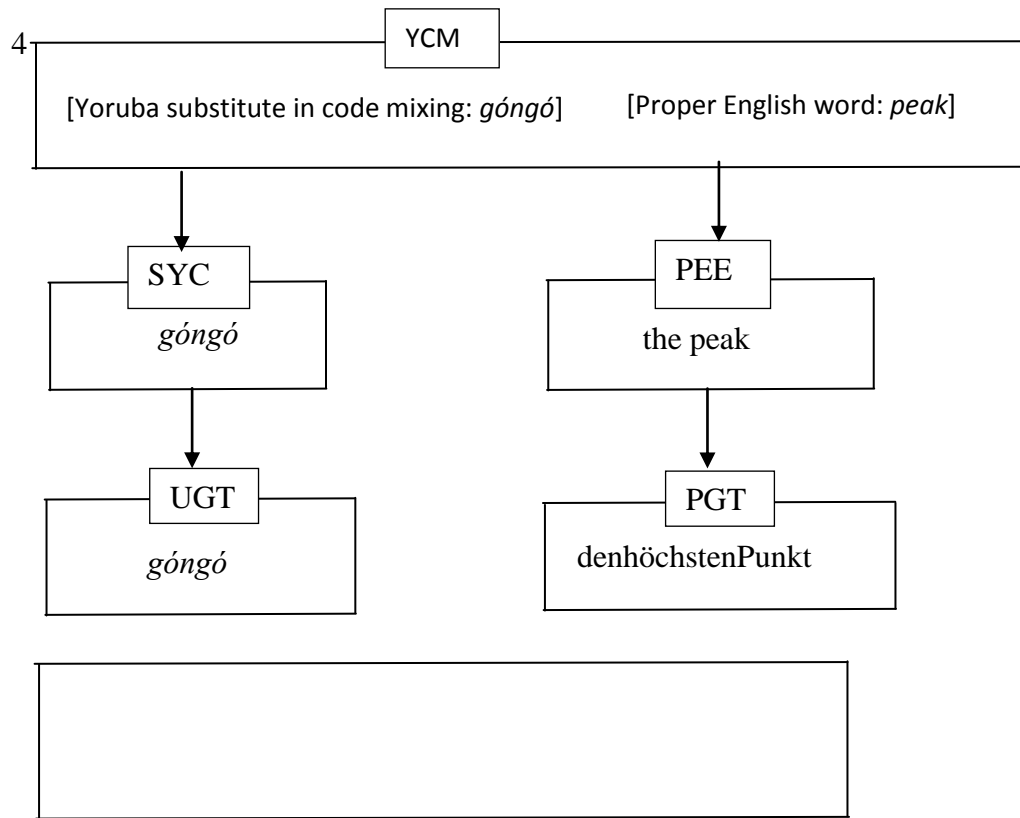 4
YCM
[Yoruba substitute in code mixing: góngó] [Proper English word: peak]
SYC
PEE
góngó
the peak
UGT
PGT
góngó
denhöchstenPunkt